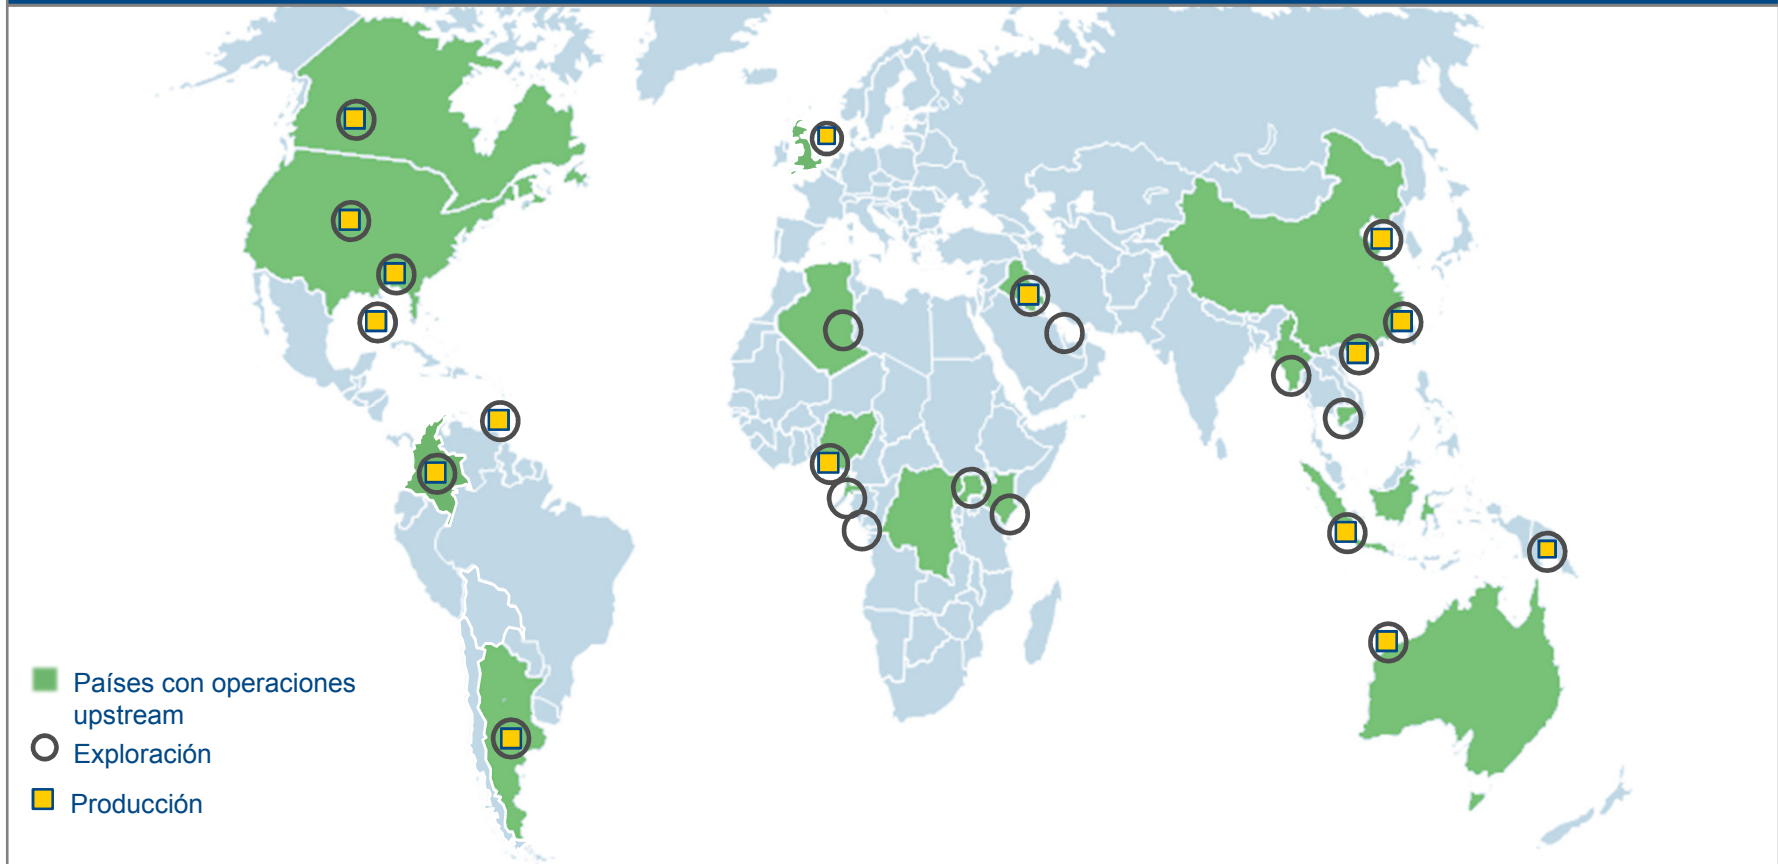 Países con operaciones
upstream
Exploración
Producción